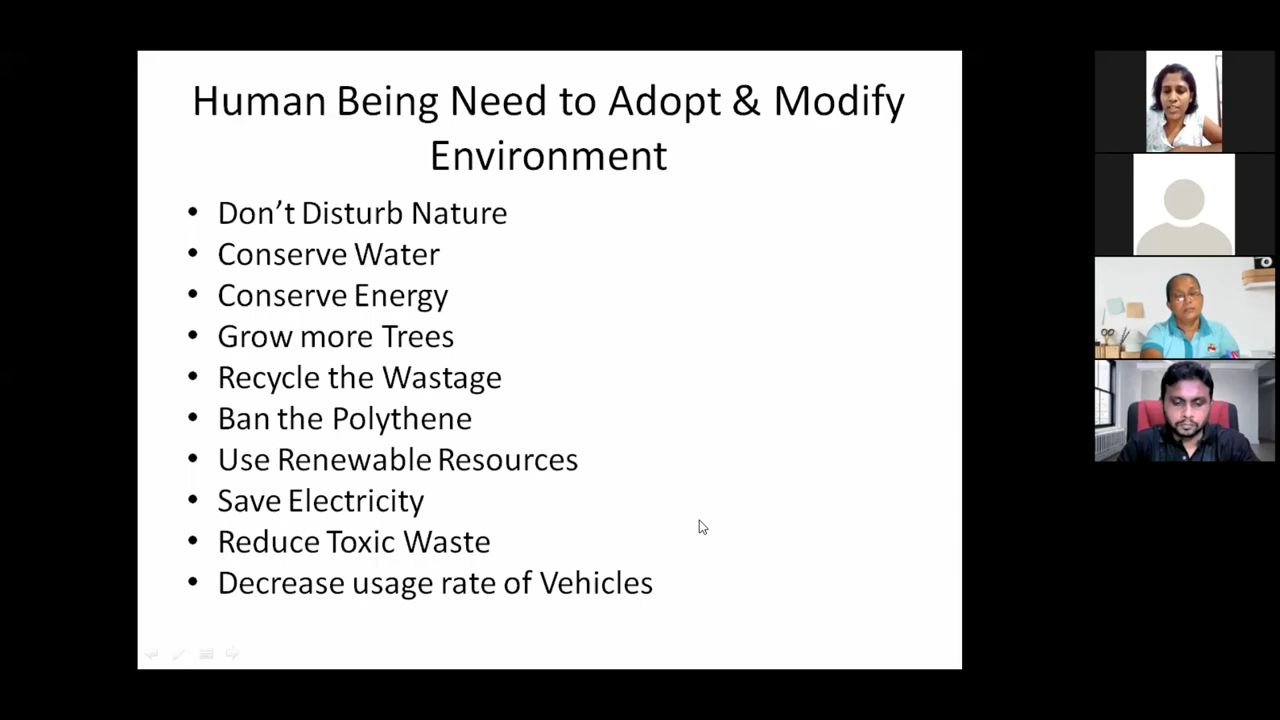 Human Being Need to Adopt & Modify
Environment
• Don’t Disturb Nature
• Conserve Water
• Conserve Energy
• Grow more Trees
• Recycle the Wastage
• Ban the Polythene
• Use Renewable Resources
• Save Electricity
• Reduce Toxic Waste
• Decrease usage rate of Vehicles